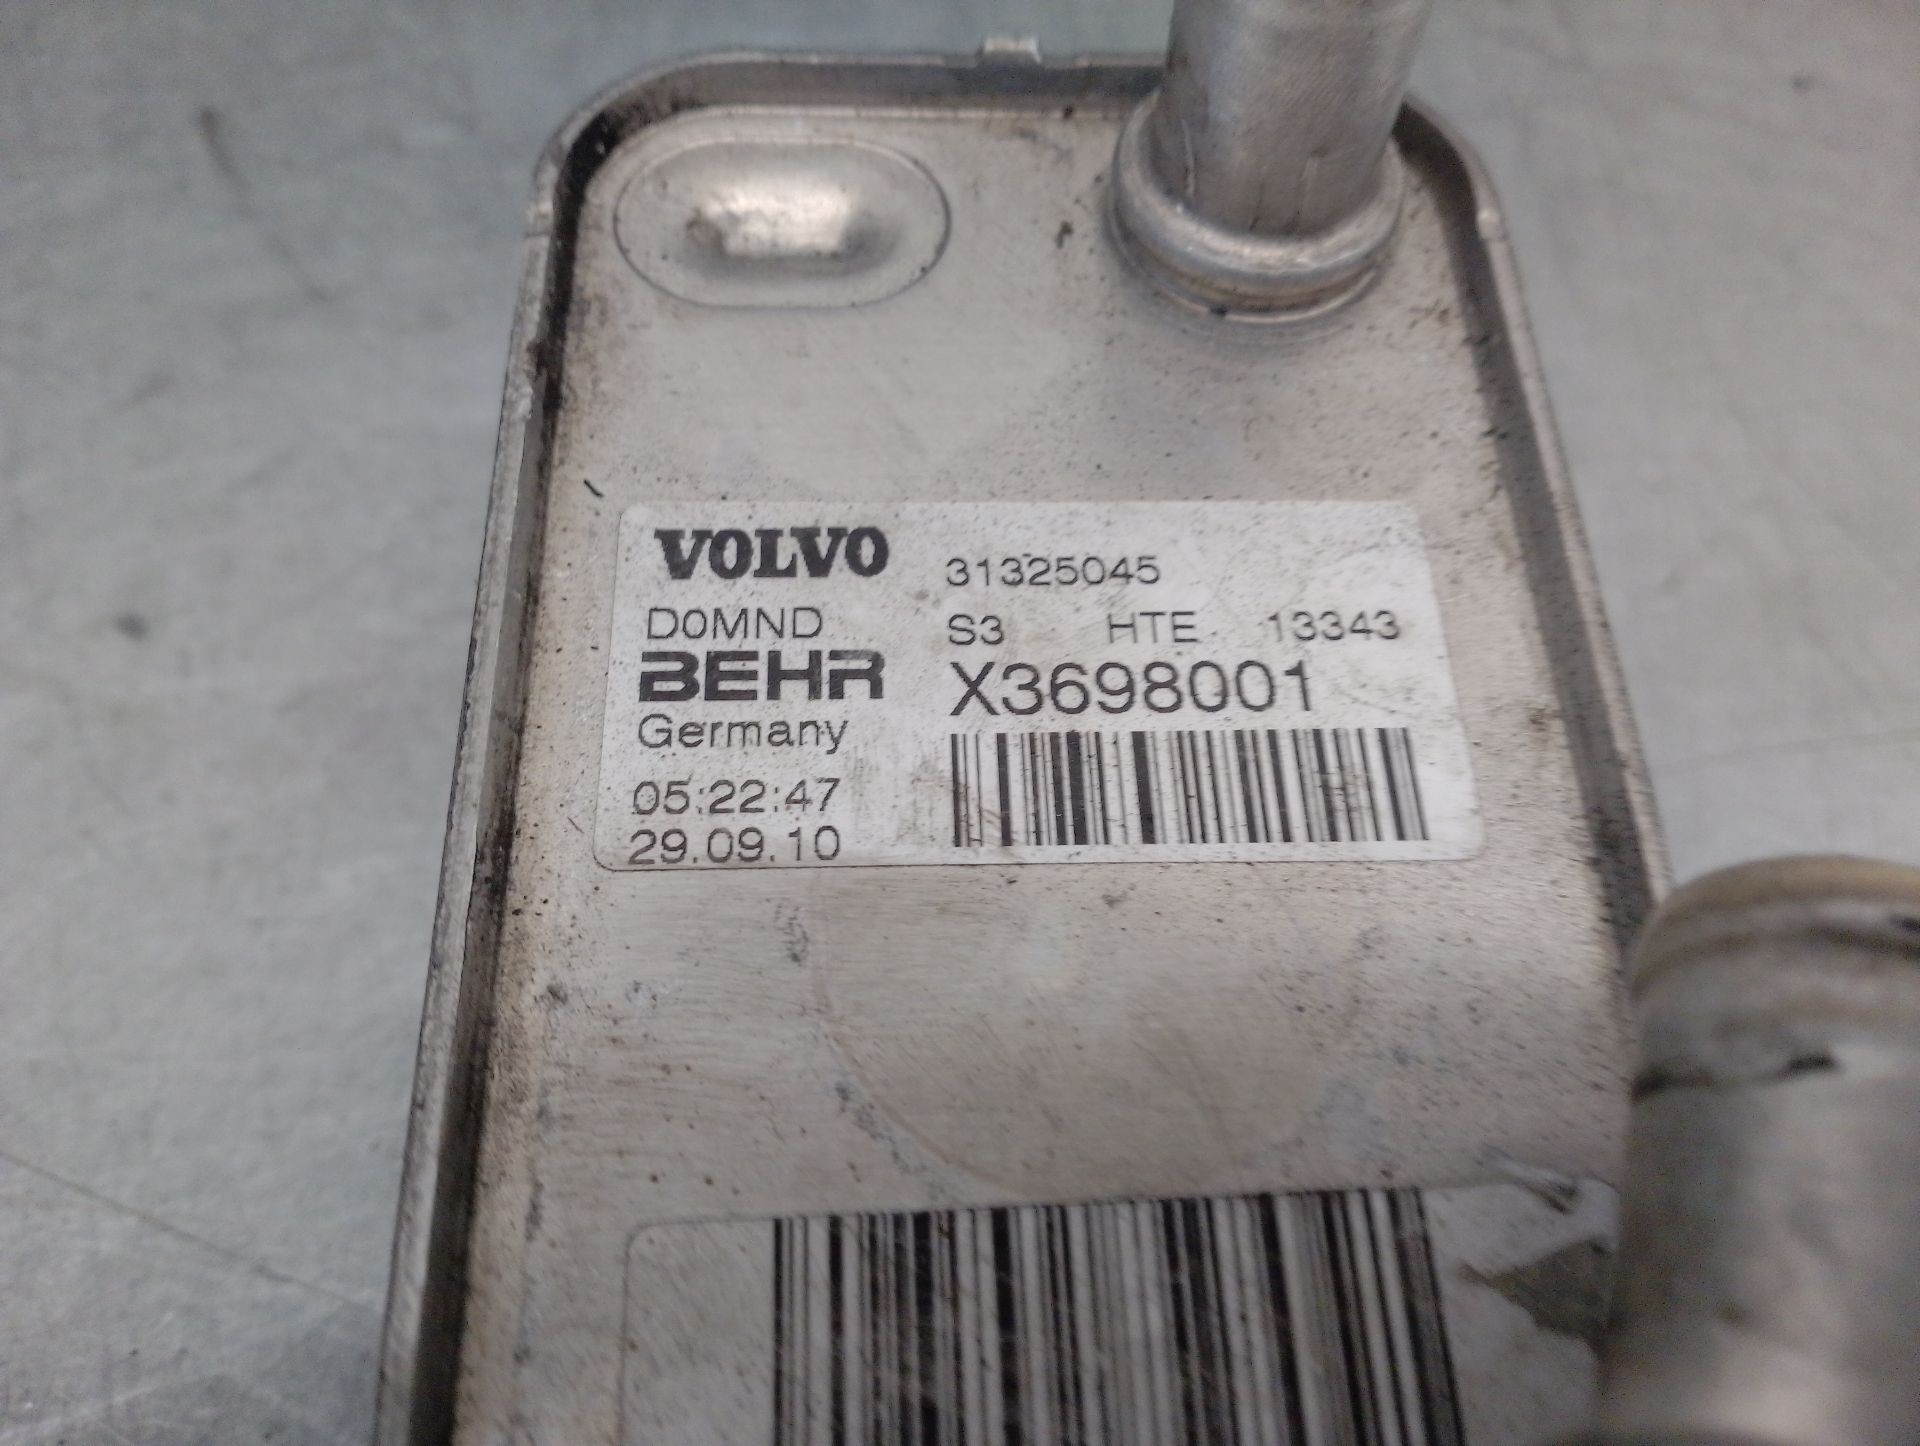 VOLVO 31325045
D0MND S3 HTE 13343
BEHR X3698001
Germany
05:22:47
29.09.10